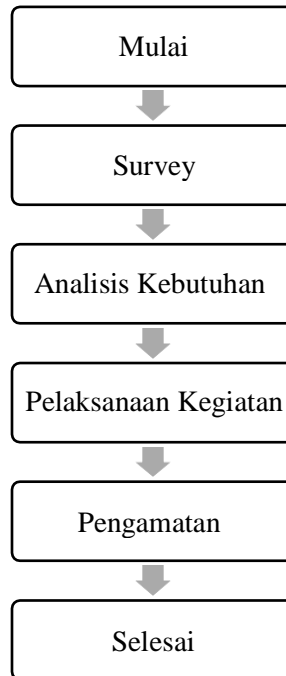 Mulai
Survey
Analisis Kebutuhan
Pelaksanaan Kegiatan
Pengamatan
Selesai